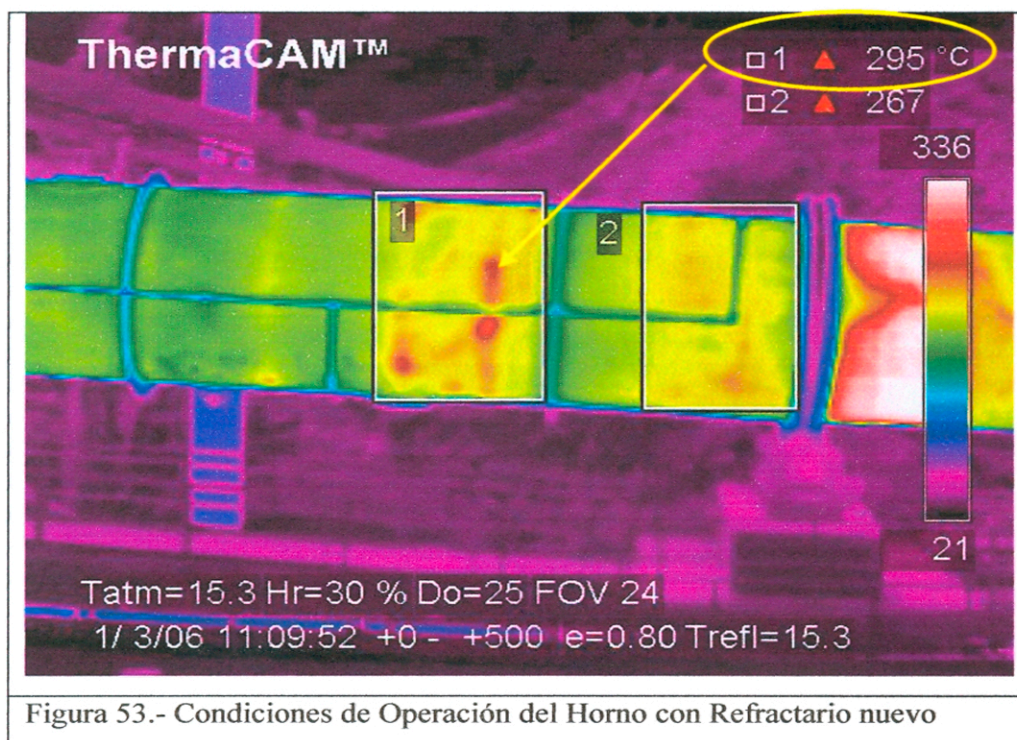 ThermaCAM™
□1 ▲ 295 °C
□2 ▲ 267
336
1
2
21
Tatm=15.3 Hr=30 % Do=25 FOV 24
1/ 3/06 11:09:52 +0 - +500 e=0.80 Trefl=15.3
Figura 53.- Condiciones de Operación del Horno con Refractario nuevo